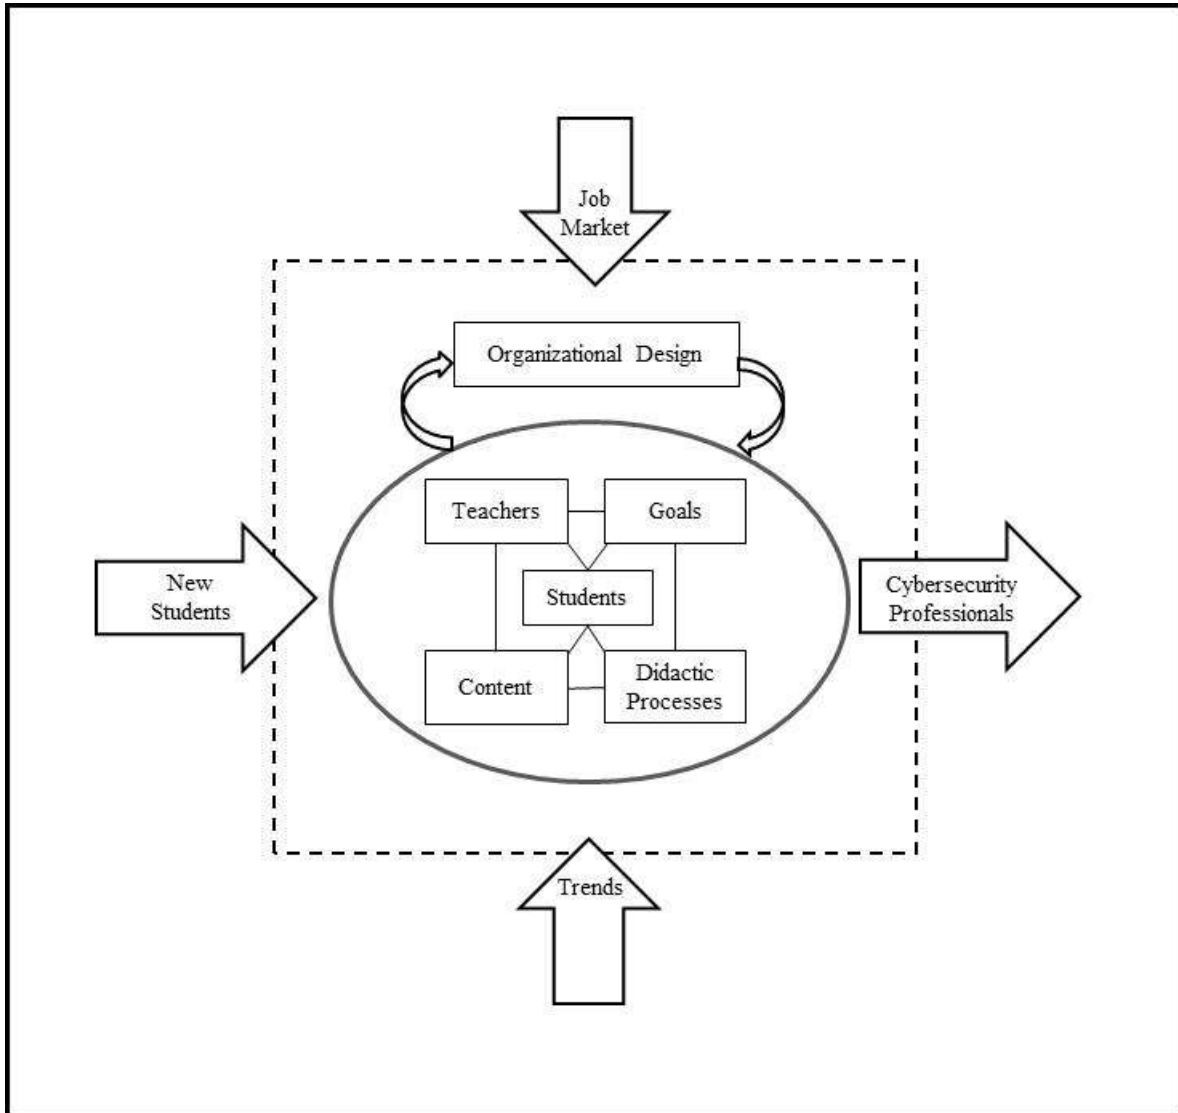 Job
Market
Organizational Design
Teachers
Goals
New
Students
Students
Cybersecurity
Professionals
Content
Didactic
Processes
Trends